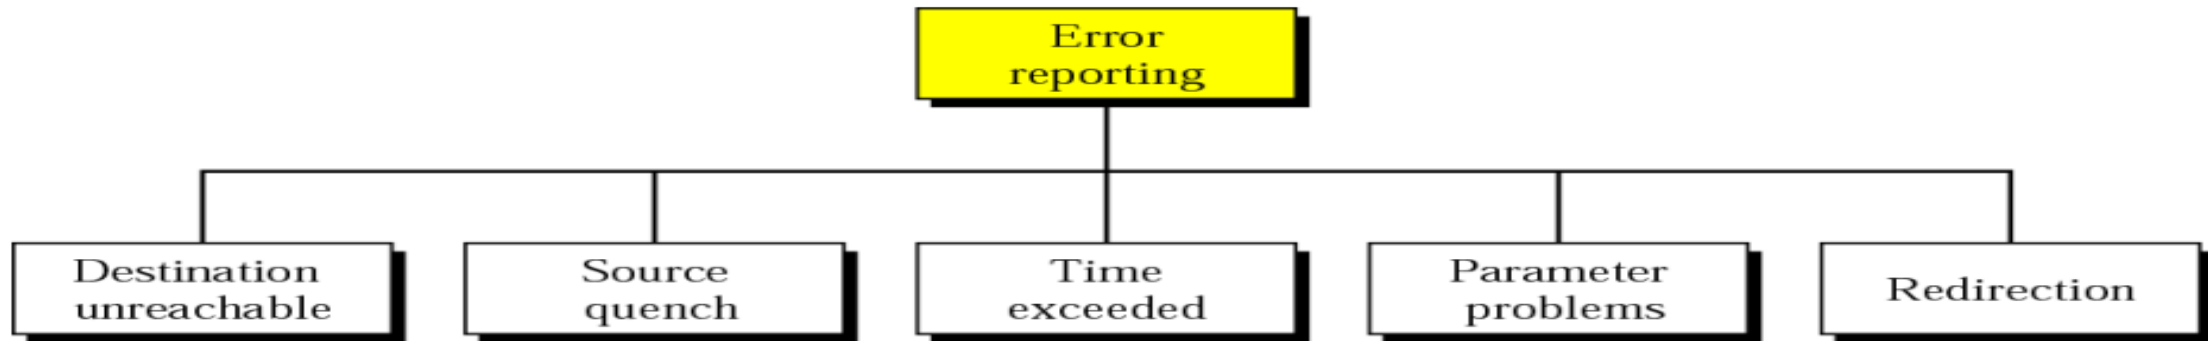 Error
reporting
Destination
unreachable
Source
quench
Time
exceeded
Parameter
problems
Redirection